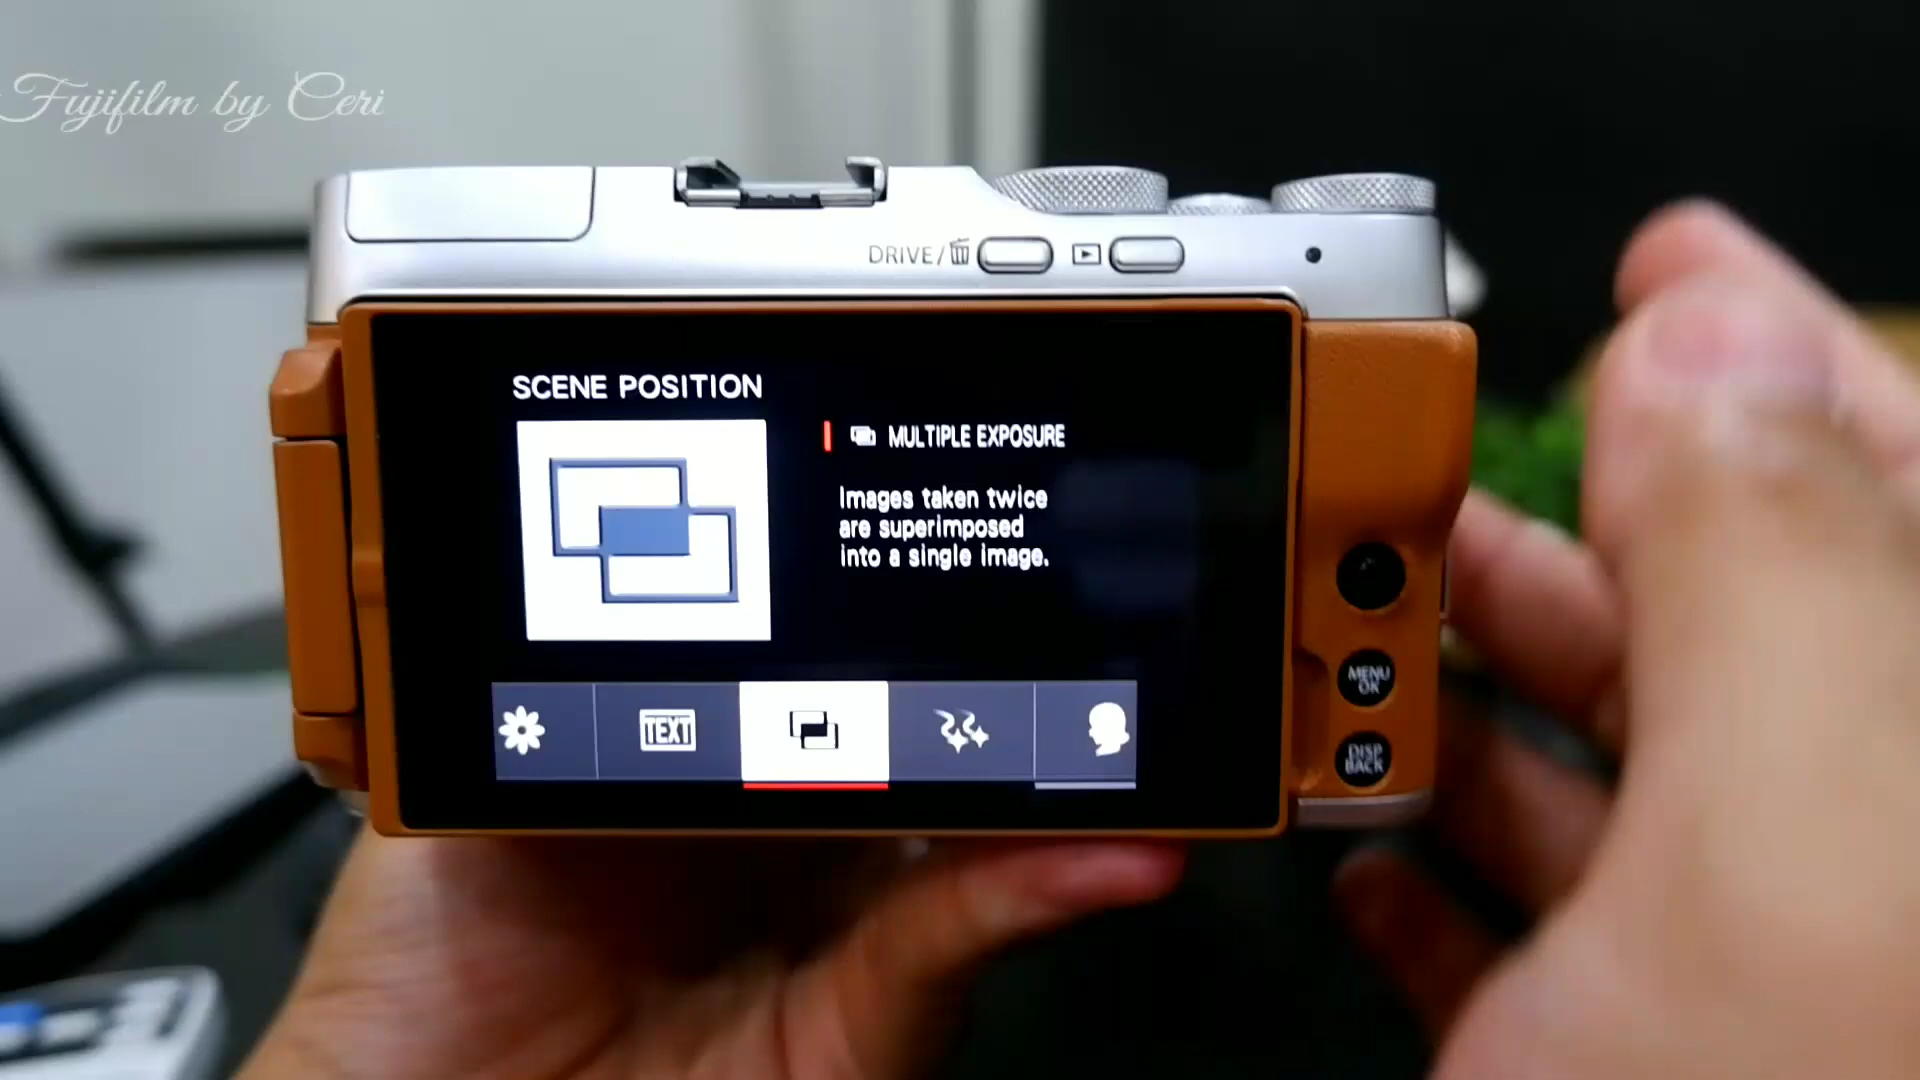 Fujifilm by Ceri
DRIVE/
SCENE POSITION
MULTIPLE EXPOSURE
Images taken twice
are superimposed
into a single image.
MENU
OK
TEXT
DISP
BACK